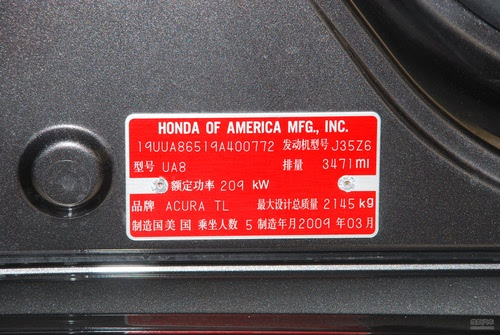 HONDA OF AMERICA MFG., INC.
19UUA86519A400772 发动机型号 J35Z6
型号 UA8 排量 3471ml
额定功率 209 kW
品牌 ACURA TL 最大设计总质量 2145 kg
制造国 美 国 乘坐人数 5 制造年月 2009 年 03 月